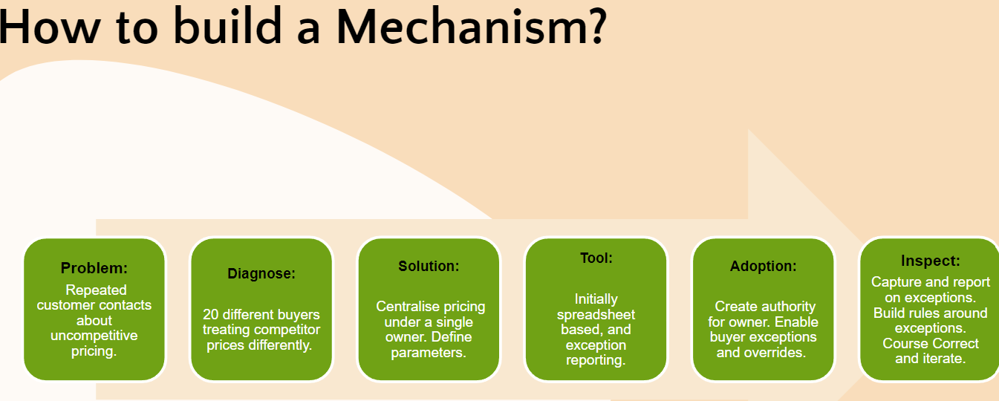 How to build a Mechanism?
Problem:
Repeated
customer contacts
about
uncompetitive
pricing.
Diagnose:
20 different buyers
treating competitor
prices differently.
Solution:
Centralise pricing
under a single
owner. Define
parameters.
Tool:
Initially
spreadsheet
based, and
exception
reporting.
Adoption:
Create authority
for owner. Enable
buyer exceptions
and overrides.
Inspect:
Capture and report
on exceptions.
Build rules around
exceptions.
Course Correct
and iterate.